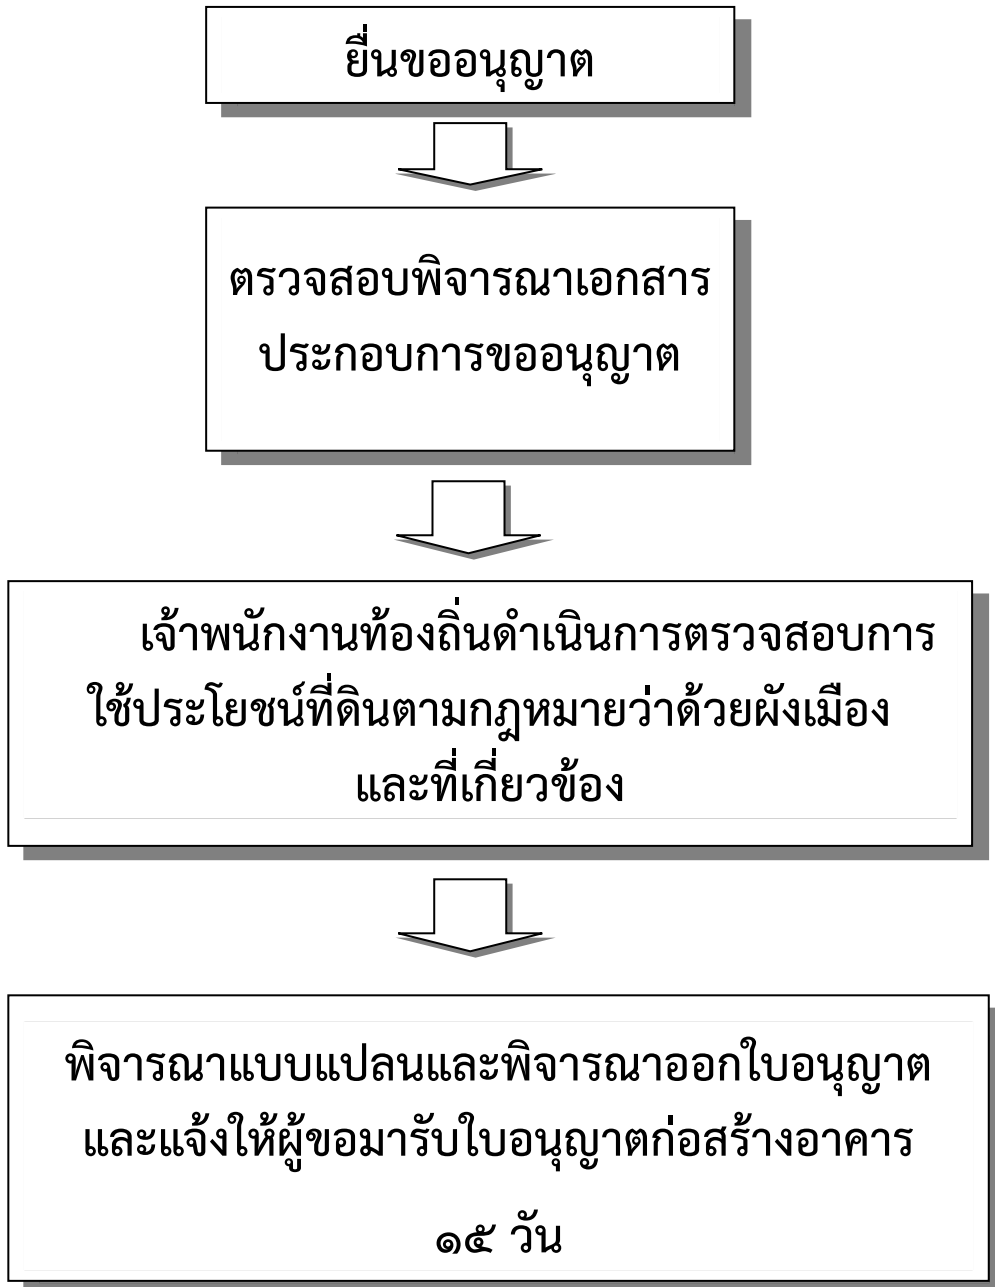 ยื่นขออนุญาต
ตรวจสอบพิจารณาเอกสาร
ประกอบการขออนุญาต
เจ้าพนักงานท้องถิ่นดำเนินการตรวจสอบการ
ใช้ประโยชน์ที่ดินตามกฎหมายว่าด้วยผังเมือง
และที่เกี่ยวข้อง
พิจารณาแบบแปลนและพิจารณาออกใบอนุญาต
และแจ้งให้ผู้ขอมารับใบอนุญาตก่อสร้างอาคาร
๑๕ วัน